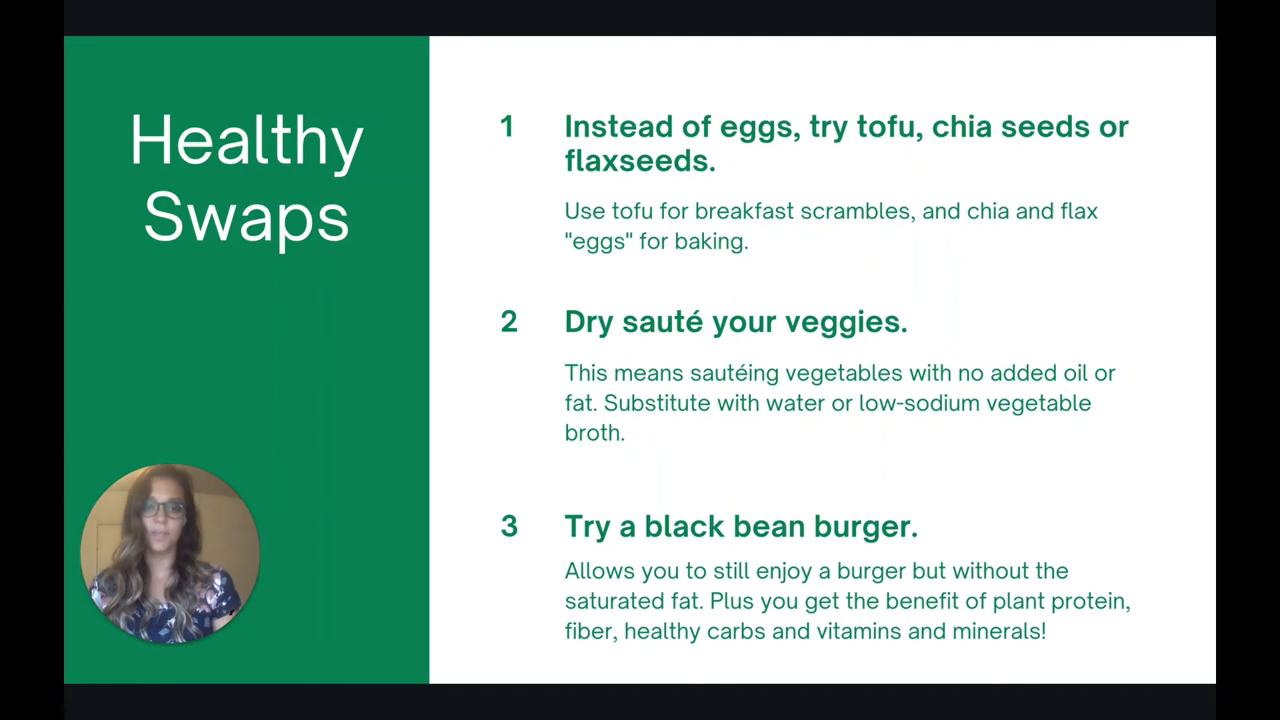 Healthy
Swaps
1
Instead of eggs, try tofu, chia seeds or
flaxseeds.
Use tofu for breakfast scrambles, and chia and flax
"eggs" for baking.
2
Dry sauté your veggies.
This means sautéing vegetables with no added oil or
fat. Substitute with water or low-sodium vegetable
broth.
3
Try a black bean burger.
Allows you to still enjoy a burger but without the
saturated fat. Plus you get the benefit of plant protein,
fiber, healthy carbs and vitamins and minerals!